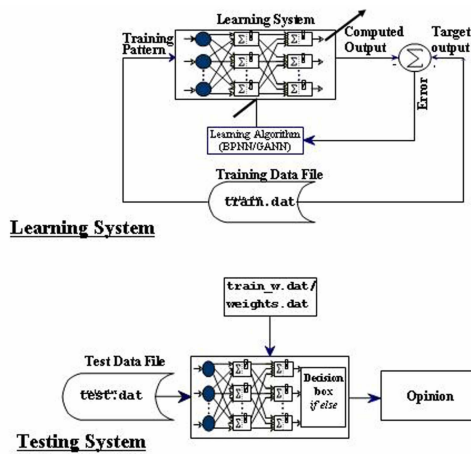 Learning System
Training Pattern
Computed Output
Target output
Σ Σ
Σ Σ
Σ Σ
Σ
Error
Learning Algorithm
(BPNN/GANN)
Training Data File
train.dat
Learning System
train_w.dat/
weights.dat
Test Data File
test.dat
Σ Σ
Σ Σ
Σ Σ
Decision
box
if else
Opinion
Testing System